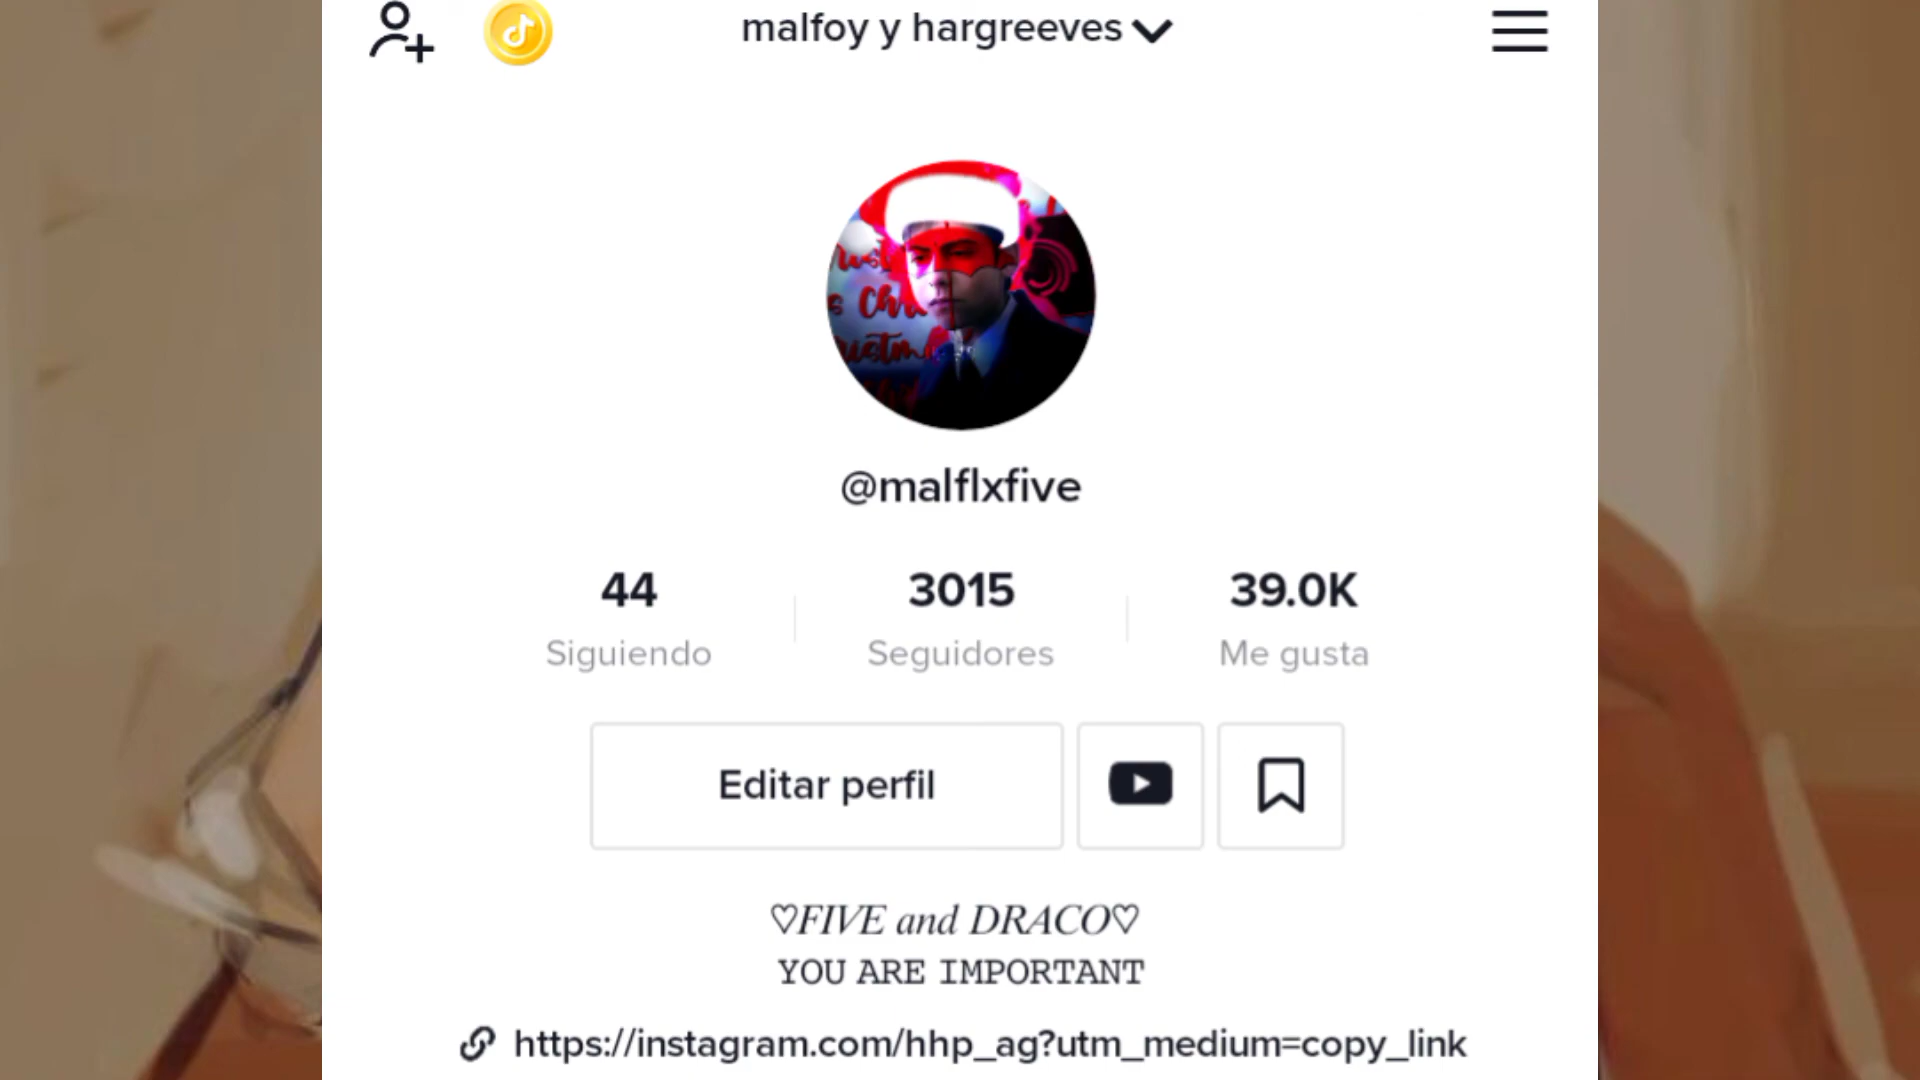 malfoy y hargreeves
@malflxfive
44
Siguiendo
3015
Seguidores
39.0K
Me gusta
Editar perfil
♡FIVE and DRACO♡
YOU ARE IMPORTANT
https://instagram.com/hhp_ag?utm_medium=copy_link